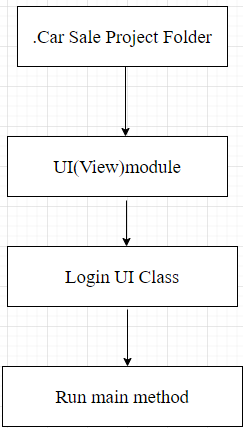 .Car Sale Project Folder
UI(View)module
Login UI Class
Run main method